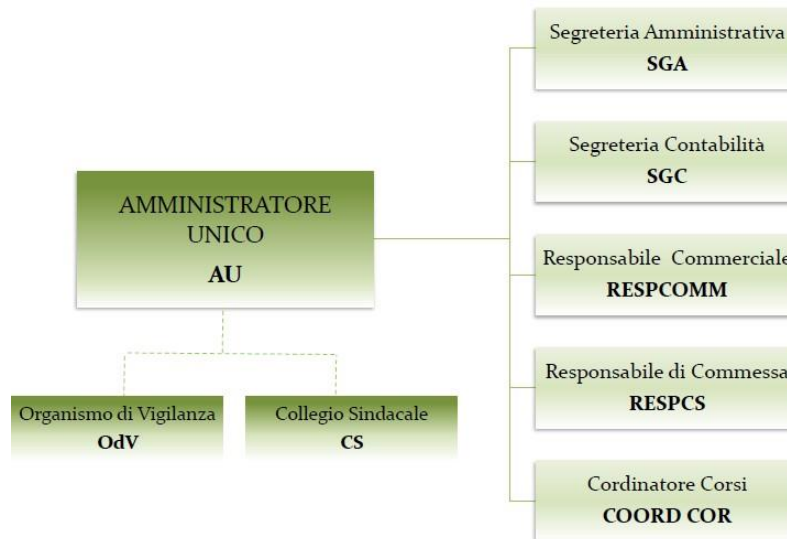 AMMINISTRATORE
UNICO
AU
Organismo di Vigilanza
OdV
Collegio Sindacale
CS
Segreteria Amministrativa
SGA
Segreteria Contabilità
SGC
Responsabile Commerciale
RESPCOMM
Responsabile di Commessa
RESPCS
Cordinatore Corsi
COORD COR